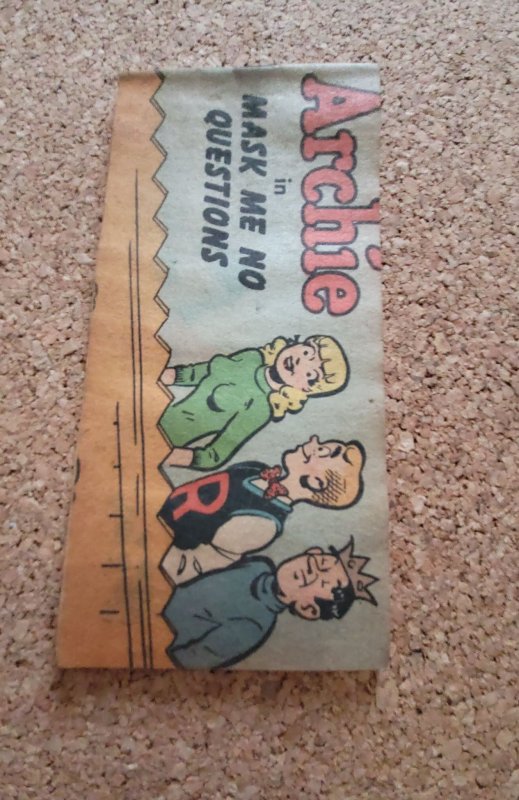 Archie
in
MASK ME NO
QUESTIONS
R